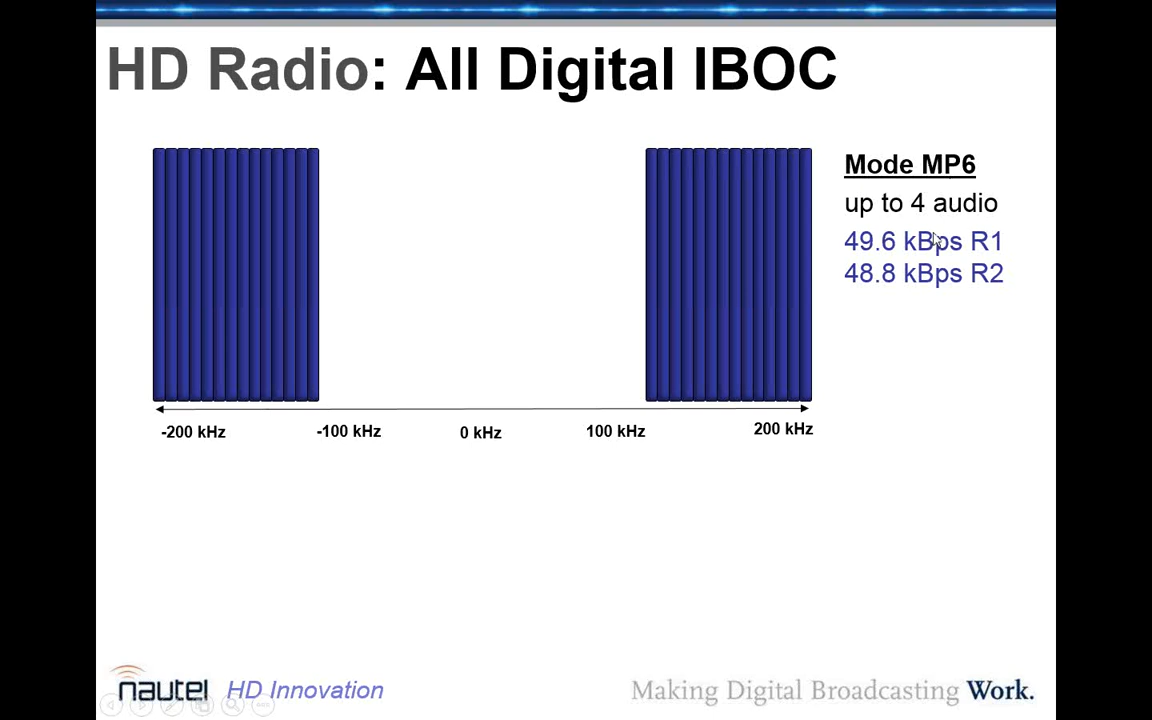 HD Radio: All Digital IBOC
Mode MP6
up to 4 audio
49.6 kBps R1
48.8 kBps R2
-200 kHz -100 kHz 0 kHz 100 kHz 200 kHz
nautel HD Innovation
Making Digital Broadcasting Work.